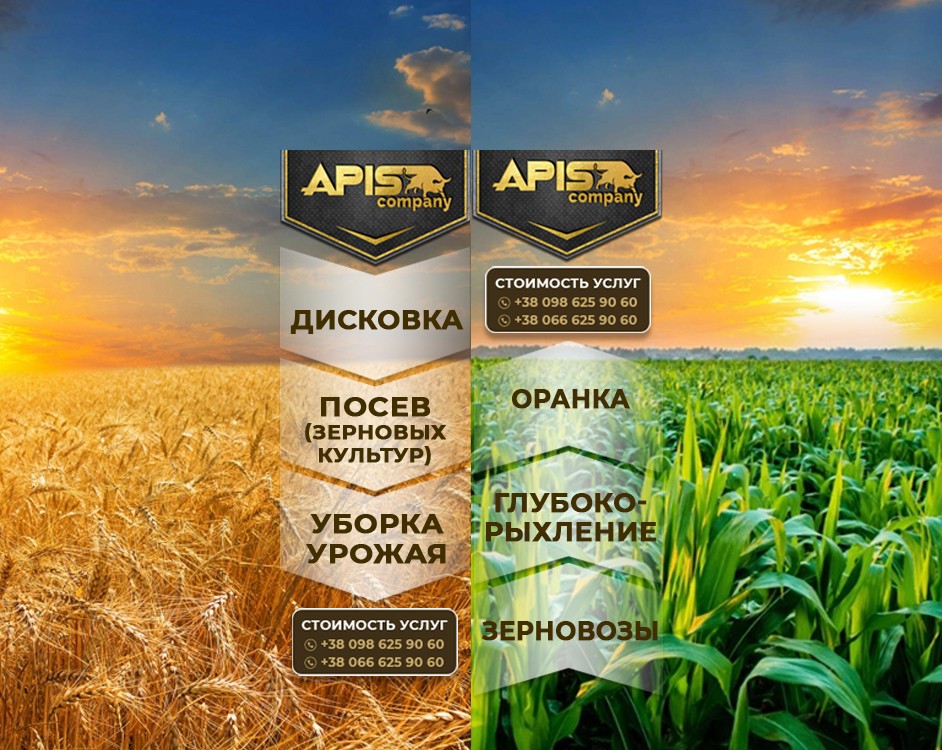 APIS
company
ДИСКОВКА
ПОСЕВ
(ЗЕРНОВЫХ
КУЛЬТУР)
УБОРКА
УРОЖАЯ
СТОИМОСТЬ УСЛУГ
+38 098 625 90 60
+38 066 625 90 60
APIS
company
СТОИМОСТЬ УСЛУГ
+38 098 625 90 60
+38 066 625 90 60
ОРАНКА
ГЛУБОКО-
РЫХЛЕНИЕ
ЗЕРНОВОЗЫ